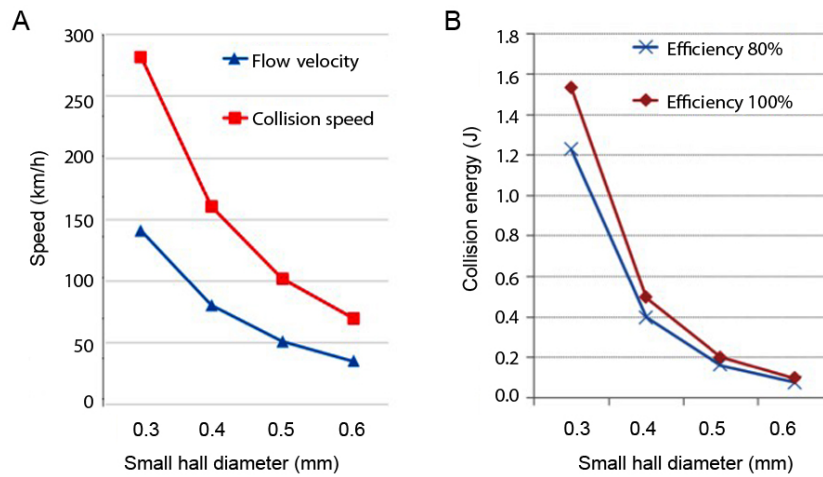 A
300
250
200
150
100
50
0
Speed (km/h)
Flow velocity
Collision speed
0.3 0.4 0.5 0.6
Small hall diameter (mm)
B
1.8
1.6
1.4
1.2
1.0
0.8
0.6
0.4
0.2
0.0
Collision energy (J)
Efficiency 80%
Efficiency 100%
0.3 0.4 0.5 0.6
Small hall diameter (mm)